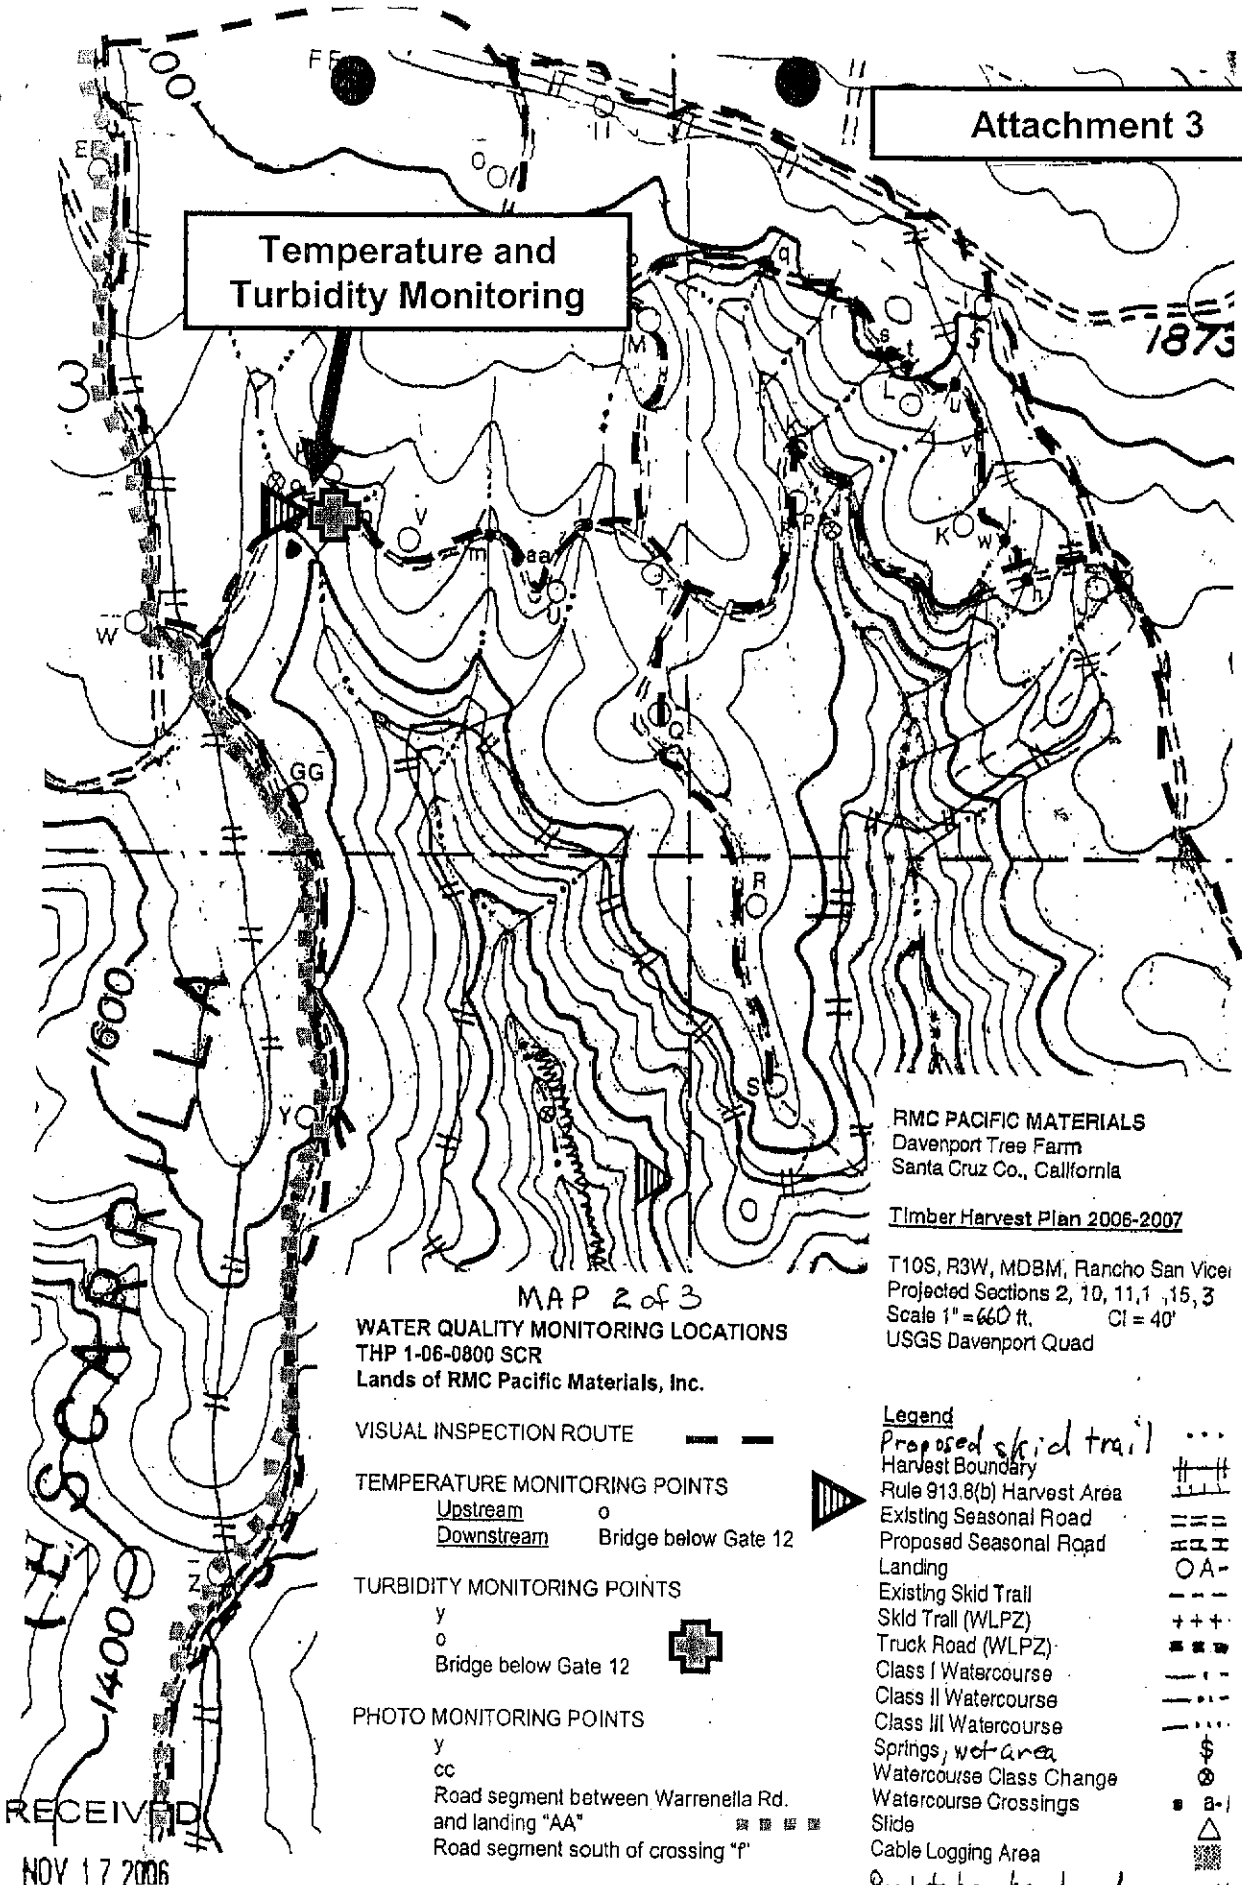 Attachment 3
Temperature and
Turbidity Monitoring
00
FF
E
O
3
q
1873
r
s
t
M
L
u
v
K
w
P
h
J
V
m
aa
U
T
W
Q
GG
R
S
Y
Z
1600
1400
RMC PACIFIC MATERIALS
Davenport Tree Farm
Santa Cruz Co., California
Timber Harvest Plan 2006-2007
T10S, R3W, MDBM, Rancho San Vicen
Projected Sections 2, 10, 11,1 ,15, 3
Scale 1" = 660 ft. CI = 40'
USGS Davenport Quad
MAP 2 of 3
WATER QUALITY MONITORING LOCATIONS
THP 1-06-0800 SCR
Lands of RMC Pacific Materials, Inc.
VISUAL INSPECTION ROUTE
TEMPERATURE MONITORING POINTS
Upstream o
Downstream Bridge below Gate 12
TURBIDITY MONITORING POINTS
y
o
Bridge below Gate 12
PHOTO MONITORING POINTS
y
cc
Road segment between Warrenella Rd.
and landing "AA"
Road segment south of crossing "f"
Legend
Proposed skid trail
Harvest Boundary
Rule 913.8(b) Harvest Area
Existing Seasonal Road
Proposed Seasonal Road
Landing A-
Existing Skid Trail
Skid Trail (WLPZ)
Truck Road (WLPZ)
Class I Watercourse
Class II Watercourse
Class III Watercourse
Springs, wet area
Watercourse Class Change
Watercourse Crossings a-
Slide
Cable Logging Area
RECEIVED
NOV 17 2006